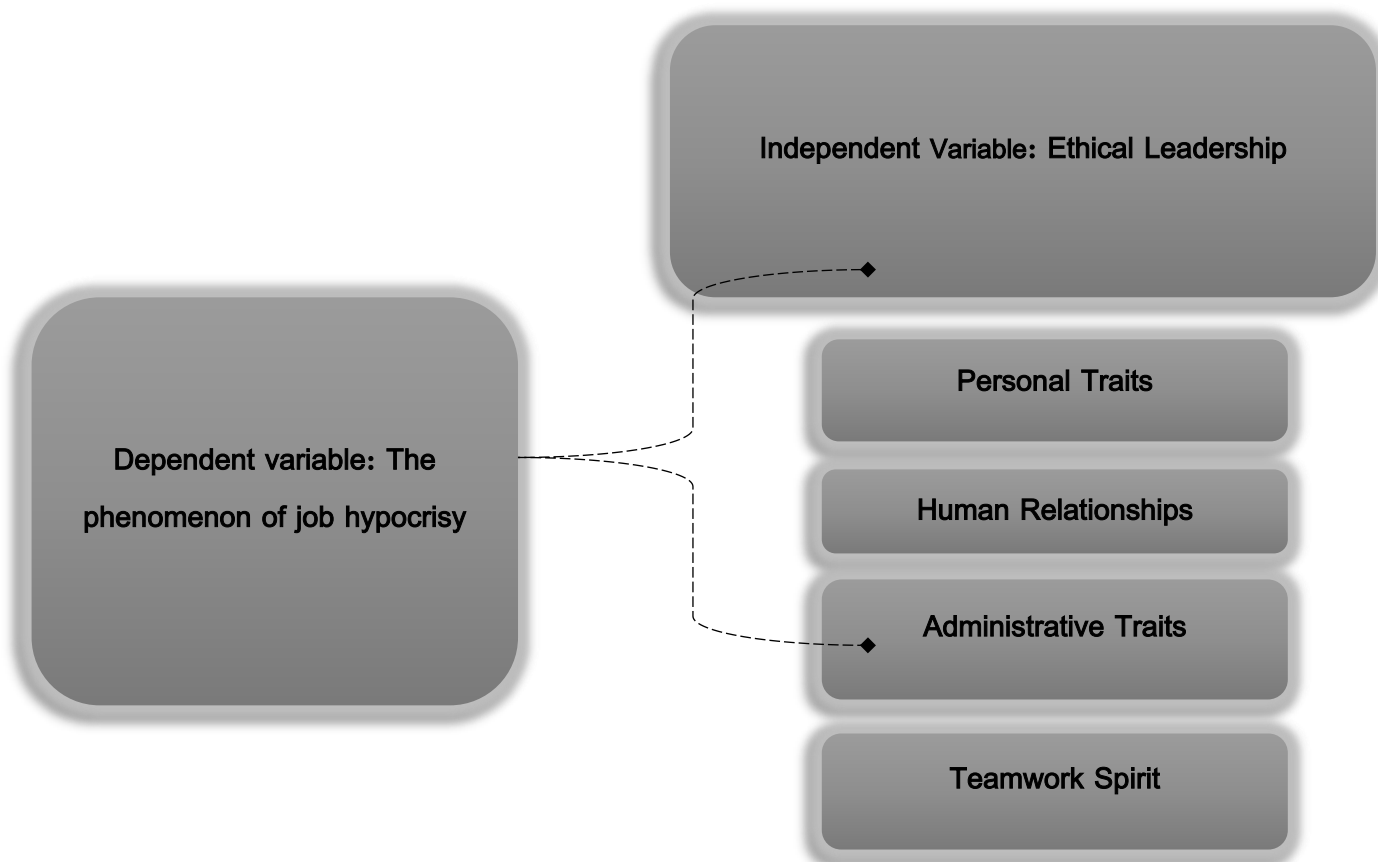 Independent Variable: Ethical Leadership
Dependent variable: The
phenomenon of job hypocrisy
Personal Traits
Human Relationships
Administrative Traits
Teamwork Spirit